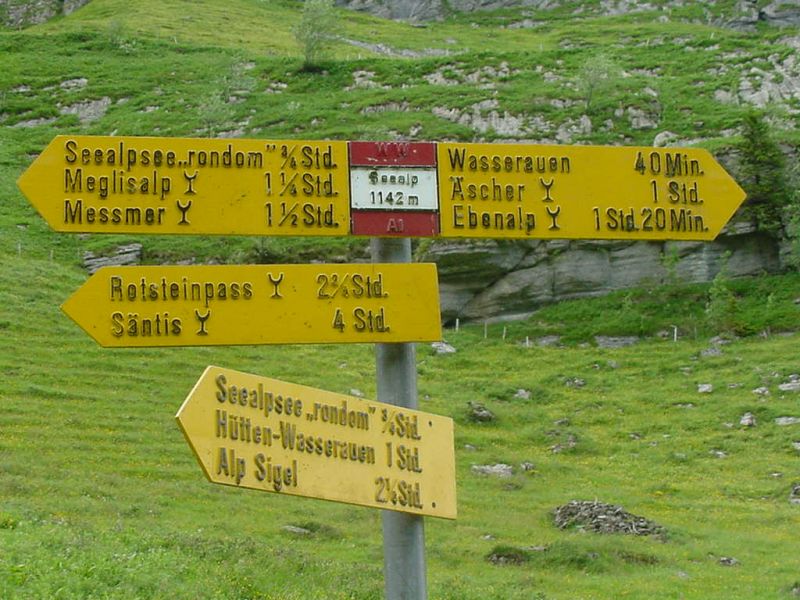 Seealpsee „rondom" ¾ Std.
Meglisalp 1¼ Std.
Messmer 1½ Std.
WW
Seealp
1142 m
AI
Wasserauen 40 Min.
Äscher 1 Std.
Ebenalp 1 Std. 20 Min.
Rotsteinpass 2¾ Std.
Säntis 4 Std.
Seealpsee „rondom" ¾ Std.
Hütten-Wasserauen 1 Std.
Alp Sigel 2¼ Std.